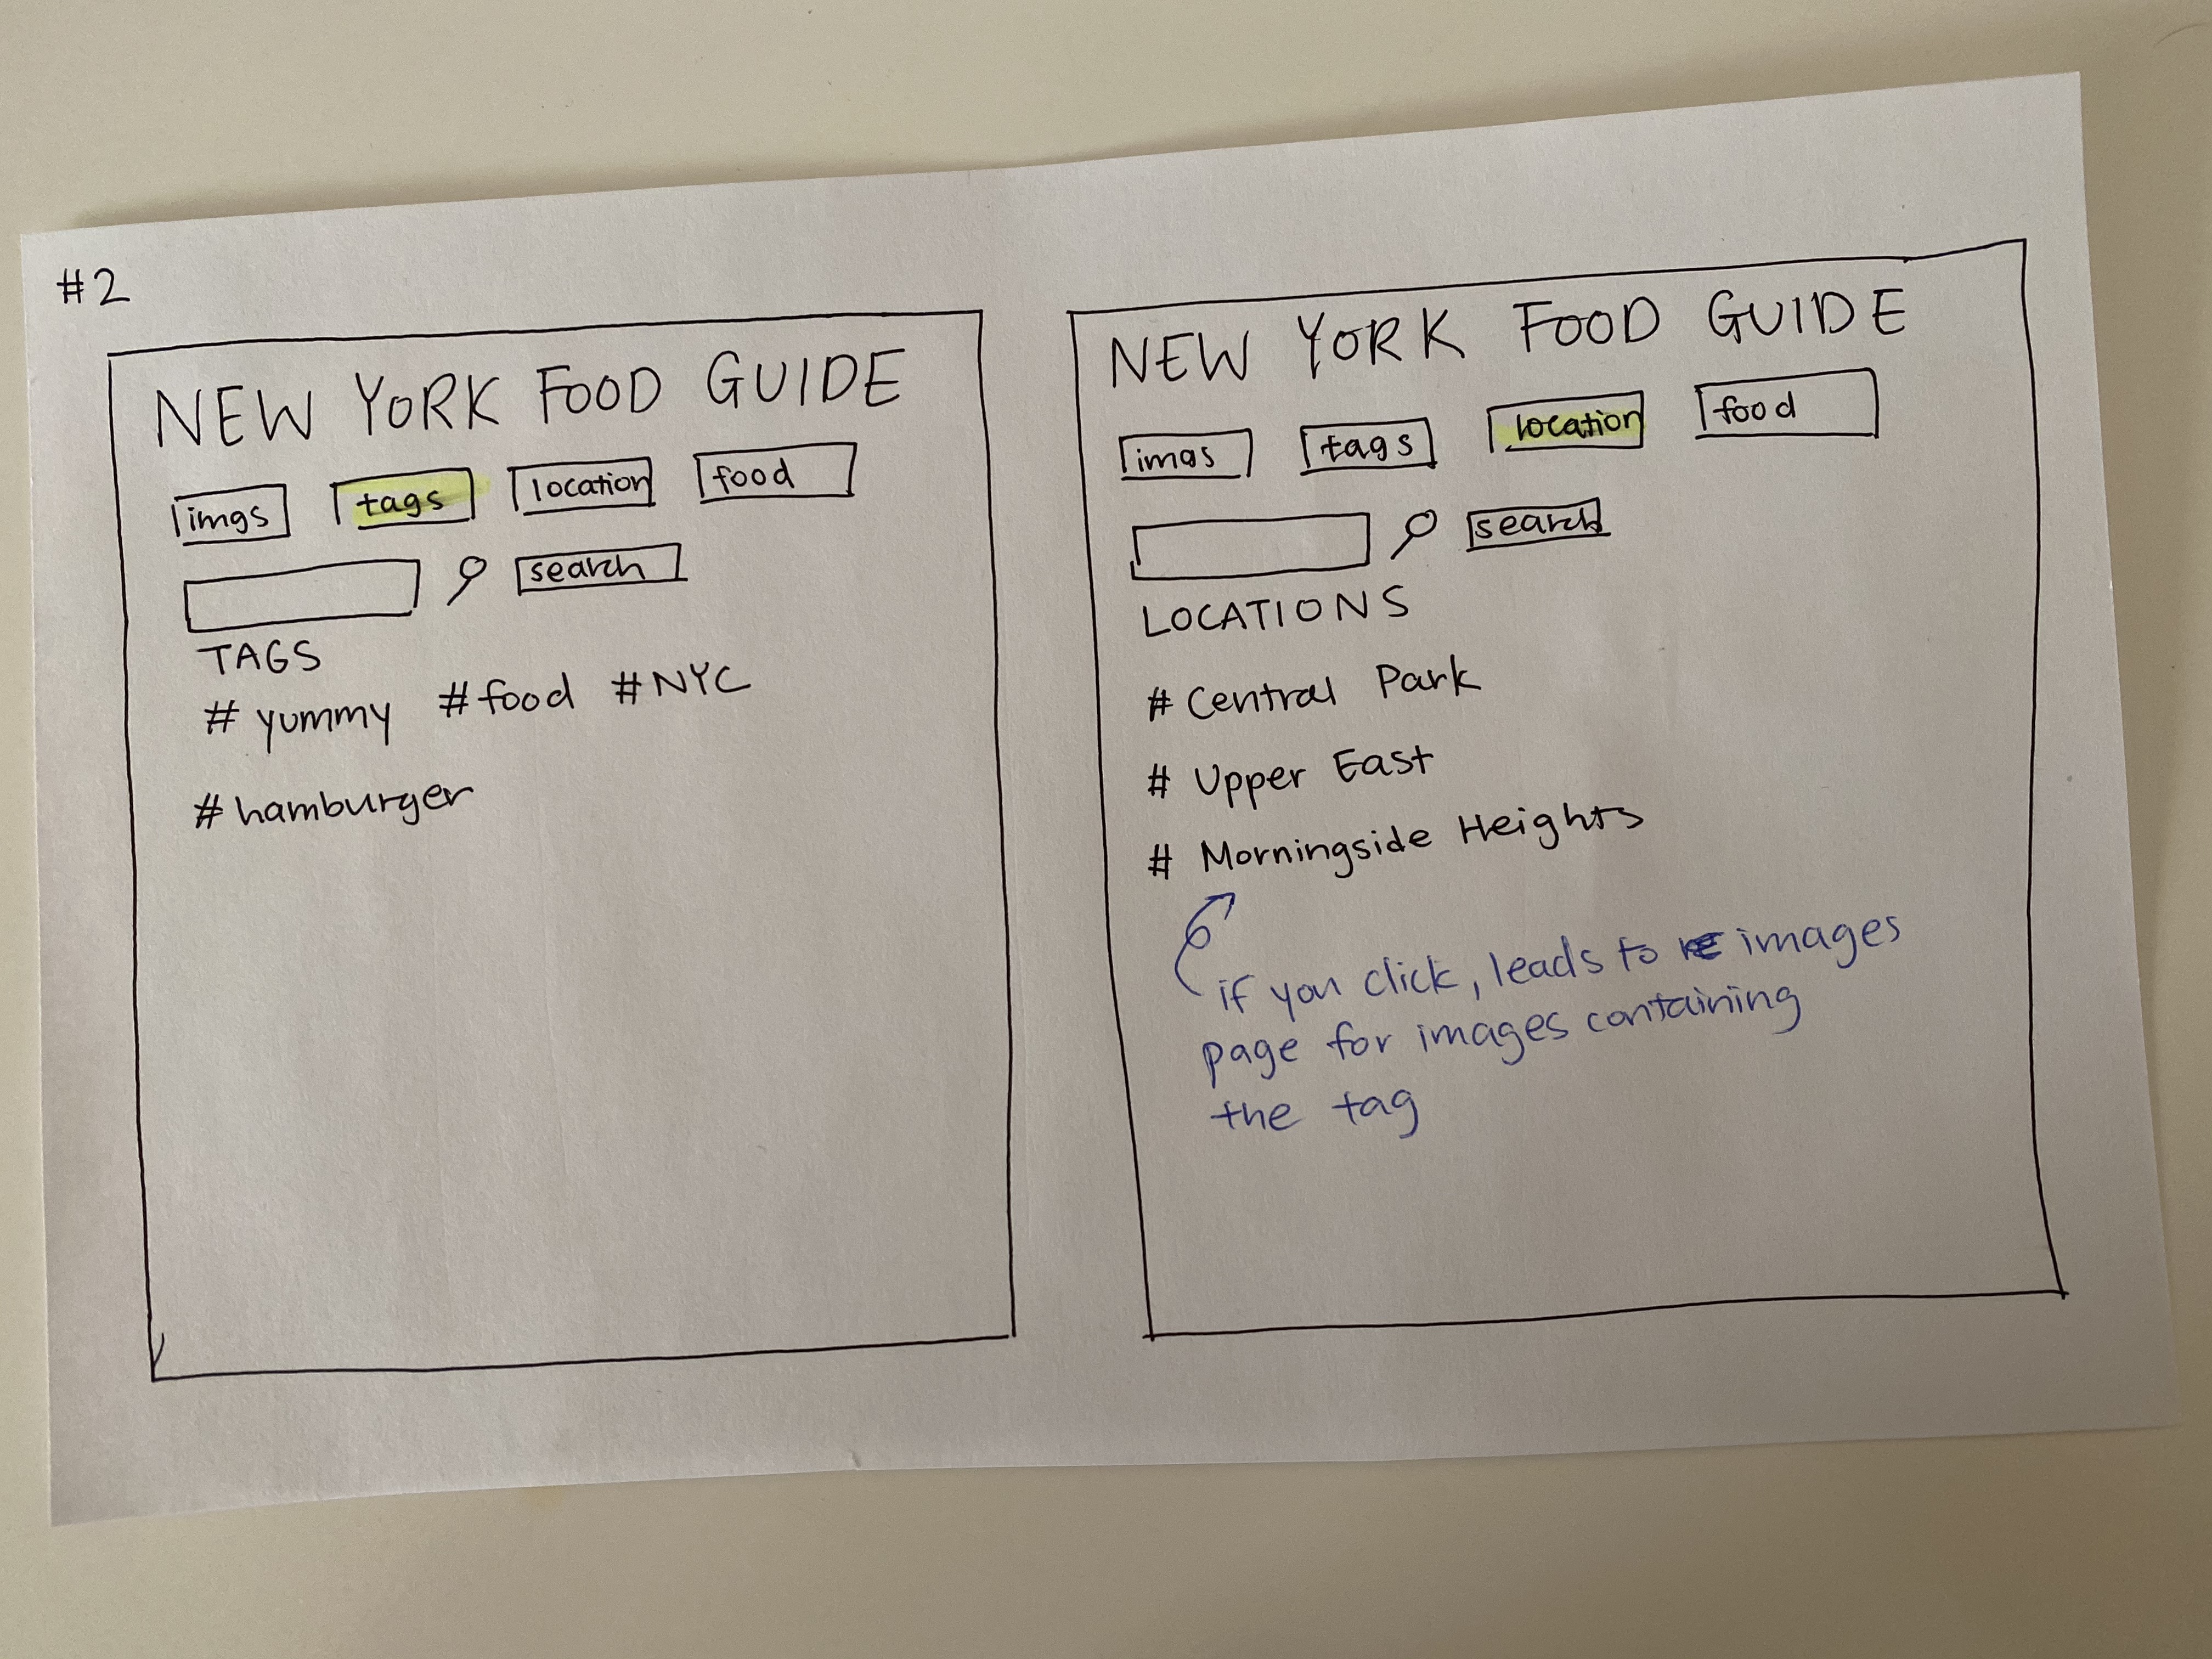 #2
NEW YORK FOOD GUIDE
imgs tags location food
search
TAGS
# yummy #food #NYC
#hamburger
NEW YORK FOOD GUIDE
imgs tags location food
search
LOCATIONS
# Central Park
# Upper East
# Morningside Heights
if you click, leads to images
page for images containing
the tag